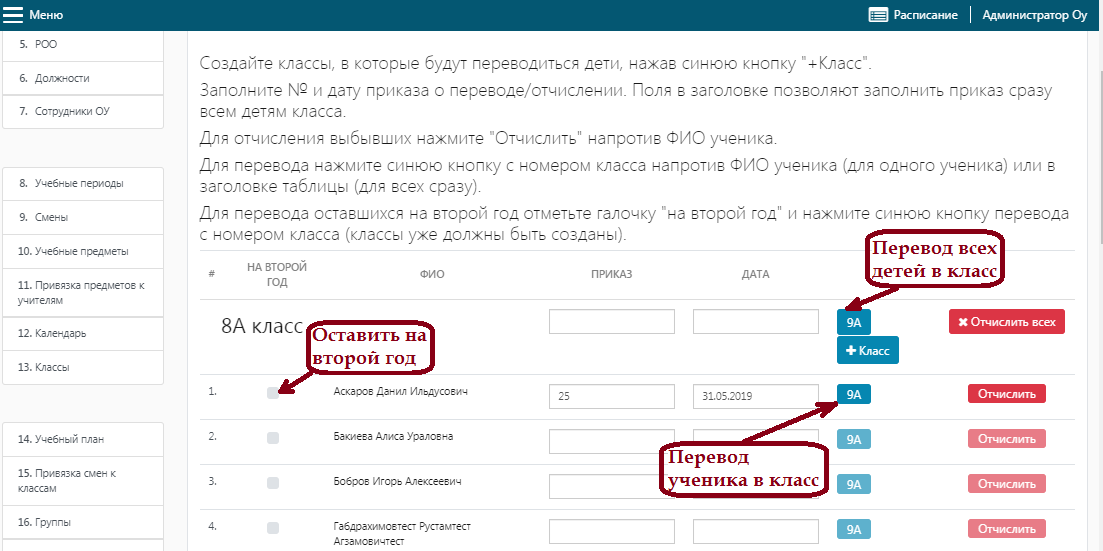 Меню
Расписание
Администратор Оу
5. РОО
6. Должности
7. Сотрудники ОУ
8. Учебные периоды
9. Смены
10. Учебные предметы
11. Привязка предметов к
учителям
12. Календарь
13. Классы
14. Учебный план
15. Привязка смен к
классам
16. Группы
Создайте классы, в которые будут переводиться дети, нажав синюю кнопку "+Класс".
Заполните № и дату приказа о переводе/отчислении. Поля в заголовке позволяют заполнить приказ сразу
всем детям класса.
Для отчисления выбывших нажмите "Отчислить" напротив ФИО ученика.
Для перевода нажмите синюю кнопку с номером класса напротив ФИО ученика (для одного ученика) или в
заголовке таблицы (для всех сразу).
Для перевода оставшихся на второй год отметьте галочку "на второй год" и нажмите синюю кнопку перевода
с номером класса (классы уже должны быть созданы).
Перевод всех
детей в класс
# НА ВТОРОЙ
ГОД ФИО ПРИКАЗ ДАТА
8А класс 9А Отчислить всех
+ Класс
Оставить на
второй год
1. Аскаров Данил Ильдусович 25 31.05.2019 9А Отчислить
2. Бакиева Алиса Ураловна 9А Отчислить
Перевод
ученика в класс
3. Бобров Игорь Алексеевич 9А Отчислить
4. Габдрахимовтест Рустамтест
Агзамовичтест 9А Отчислить